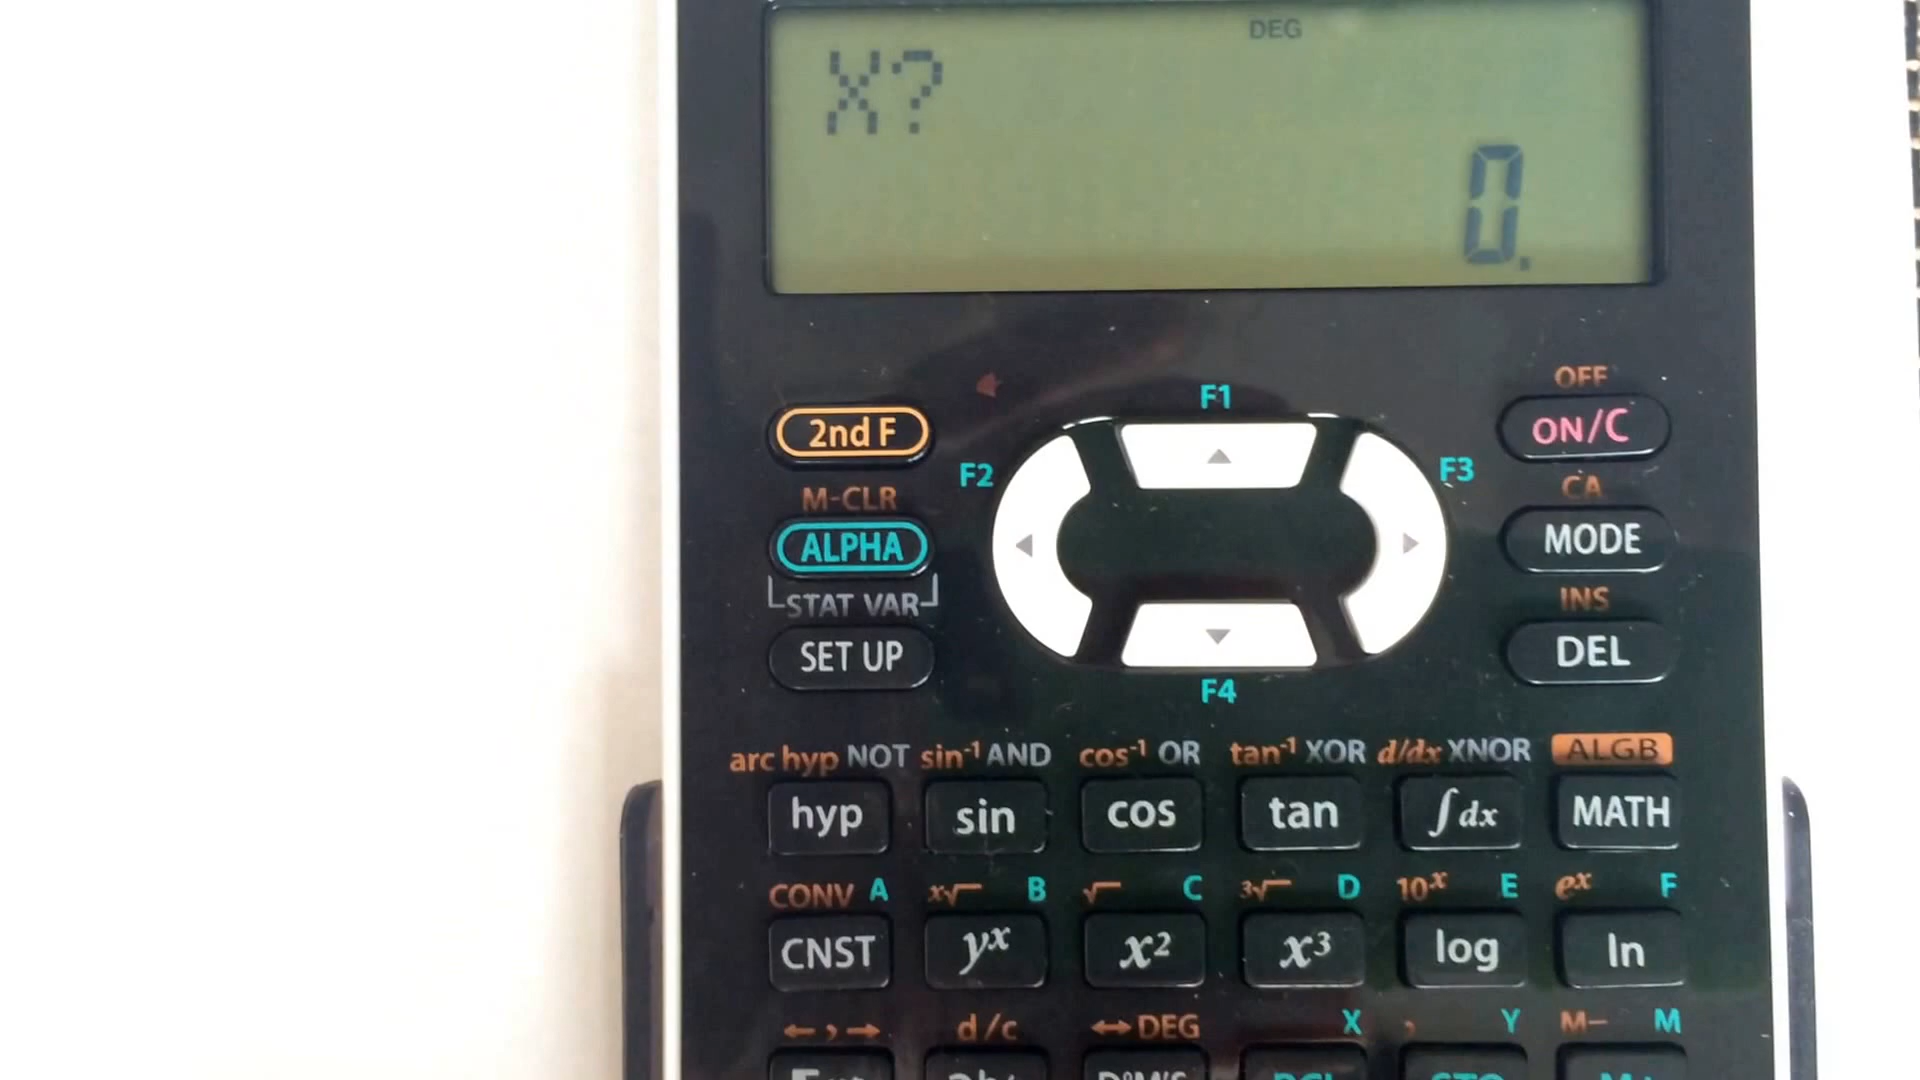 DEG
X?
0.
OFF
F1
2nd F
ON/C
F2
F3
M-CLR
CA
ALPHA
MODE
STAT VAR
INS
SET UP
DEL
F4
arc hyp NOT sin⁻¹ AND cos⁻¹ OR tan⁻¹ XOR d/dx XNOR ALGB
hyp sin cos tan ∫dx MATH
CONV A ˣ√ B √ C ³√ D 10ˣ E eˣ F
CNST yˣ x² x³ log ln
←,→ d/c ↔DEG X , Y M− M